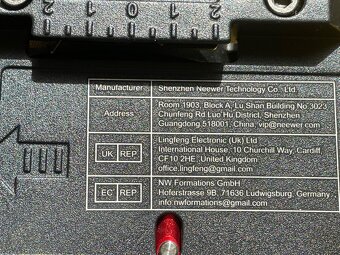 2 1 0 1 2
Manufacturer Shenzhen Neewer Technology Co., Ltd.
Address Room 1903, Block A, Lu Shan Building No 3023
Chunfeng Rd Luo Hu District, Shenzhen
Guangdong, 518001, China, vip@neewer.com
UK REP Lingfeng Electronic (UK) Ltd
International House, 10 Churchill Way, Cardiff,
CF10 2HE, United Kingdom
office.lingfeng@gmail.com
EC REP NW Formations GmbH
Hoferstrasse 9B, 71636 Ludwigsburg, Germany
info.nwformations@gmail.com